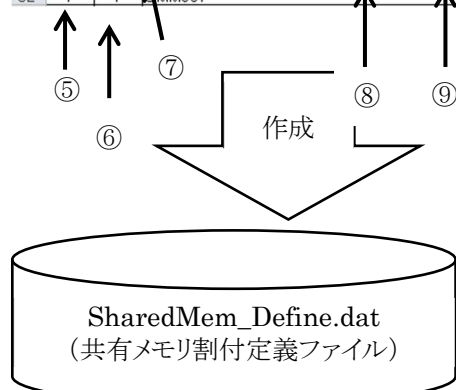 ⑤
⑥
⑦
⑧
⑨
作成
SharedMem_Define.dat
(共有メモリ割付定義ファイル)